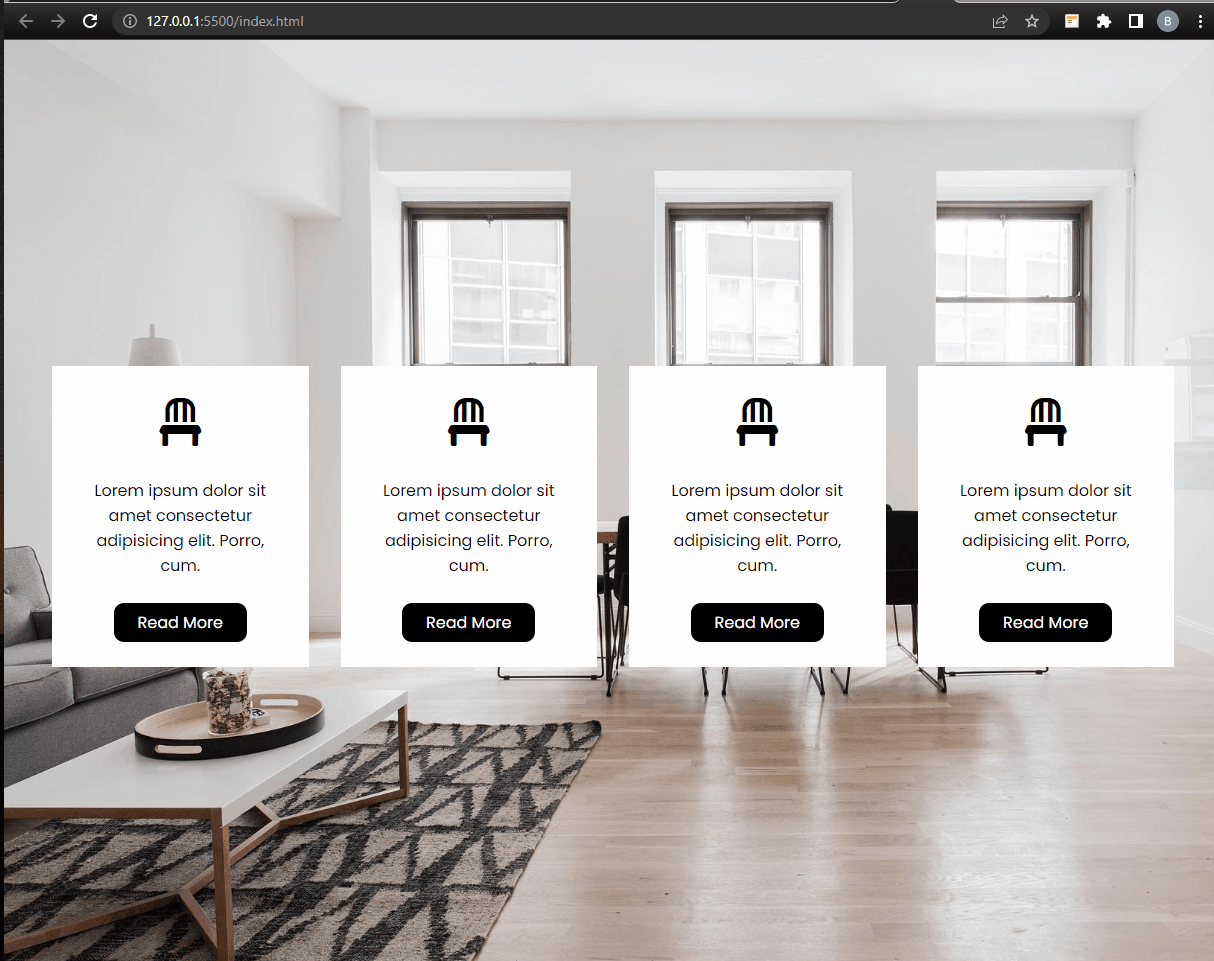 127.0.0.1:5500/index.html
B
Lorem ipsum dolor sit
amet consectetur
adipisicing elit. Porro,
cum.
Read More
Lorem ipsum dolor sit
amet consectetur
adipisicing elit. Porro,
cum.
Read More
Lorem ipsum dolor sit
amet consectetur
adipisicing elit. Porro,
cum.
Read More
Lorem ipsum dolor sit
amet consectetur
adipisicing elit. Porro,
cum.
Read More